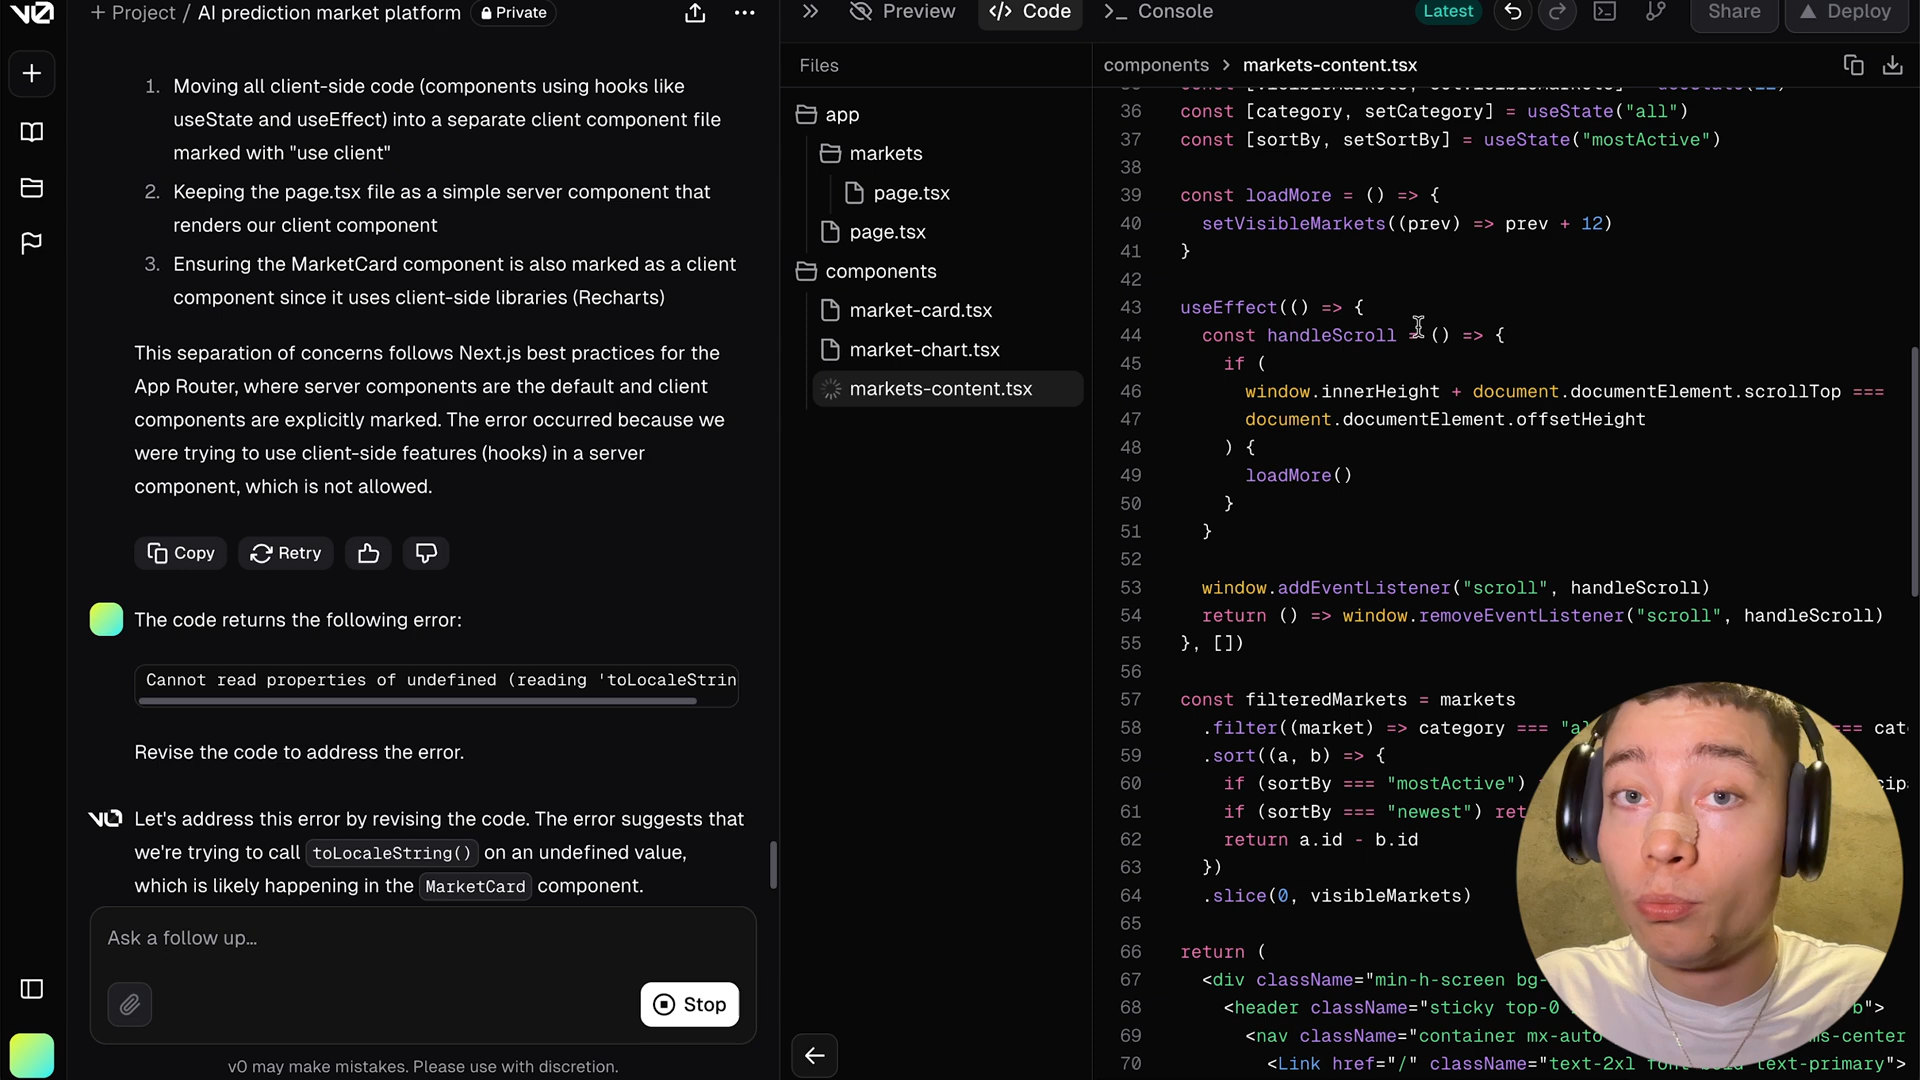 v0
+ Project / AI prediction market platform
Private
1. Moving all client-side code (components using hooks like
useState and useEffect) into a separate client component file
marked with "use client"
2. Keeping the page.tsx file as a simple server component that
renders our client component
3. Ensuring the MarketCard component is also marked as a client
component since it uses client-side libraries (Recharts)
This separation of concerns follows Next.js best practices for the
App Router, where server components are the default and client
components are explicitly marked. The error occurred because we
were trying to use client-side features (hooks) in a server
component, which is not allowed.
Copy
Retry
The code returns the following error:
Cannot read properties of undefined (reading 'toLocaleStrin
Revise the code to address the error.
v0
Let's address this error by revising the code. The error suggests that
we're trying to call toLocaleString() on an undefined value,
which is likely happening in the MarketCard component.
Ask a follow up...
Stop
v0 may make mistakes. Please use with discretion.
Preview
Code
Console
Latest
Share
Deploy
Files
app
markets
page.tsx
page.tsx
components
market-card.tsx
market-chart.tsx
markets-content.tsx
components > markets-content.tsx
36 const [category, setCategory] = useState("all")
37 const [sortBy, setSortBy] = useState("mostActive")
38
39 const loadMore = () => {
40 setVisibleMarkets((prev) => prev + 12)
41 }
42
43 useEffect(() => {
44 const handleScroll = () => {
45 if (
46 window.innerHeight + document.documentElement.scrollTop ===
47 document.documentElement.offsetHeight
48 ) {
49 loadMore()
50 }
51 }
52
53 window.addEventListener("scroll", handleScroll)
54 return () => window.removeEventListener("scroll", handleScroll)
55 }, [])
56
57 const filteredMarkets = markets
58 .filter((market) => category === "a === cat
59 .sort((a, b) => {
60 if (sortBy === "mostActive") cipa
61 if (sortBy === "newest") ret
62 return a.id - b.id
63 })
64 .slice(0, visibleMarkets)
65
66 return (
67 <div className="min-h-screen bg-
68 <header className="sticky top-0 b">
69 <nav className="container mx-auto ms-center
70 <Link href="/" className="text-2xl font-bold text-primary">